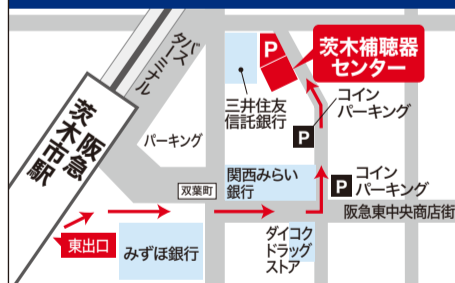 バス
ターミナル
P
茨木補聴器
センター
三井住友
信託銀行
コイン
パーキング
P
阪急
茨木市駅
パーキング
関西みらい
銀行
P
コイン
パーキング
双葉町
阪急東中央商店街
東出口
みずほ銀行
ダイコク
ドラッグ
ストア